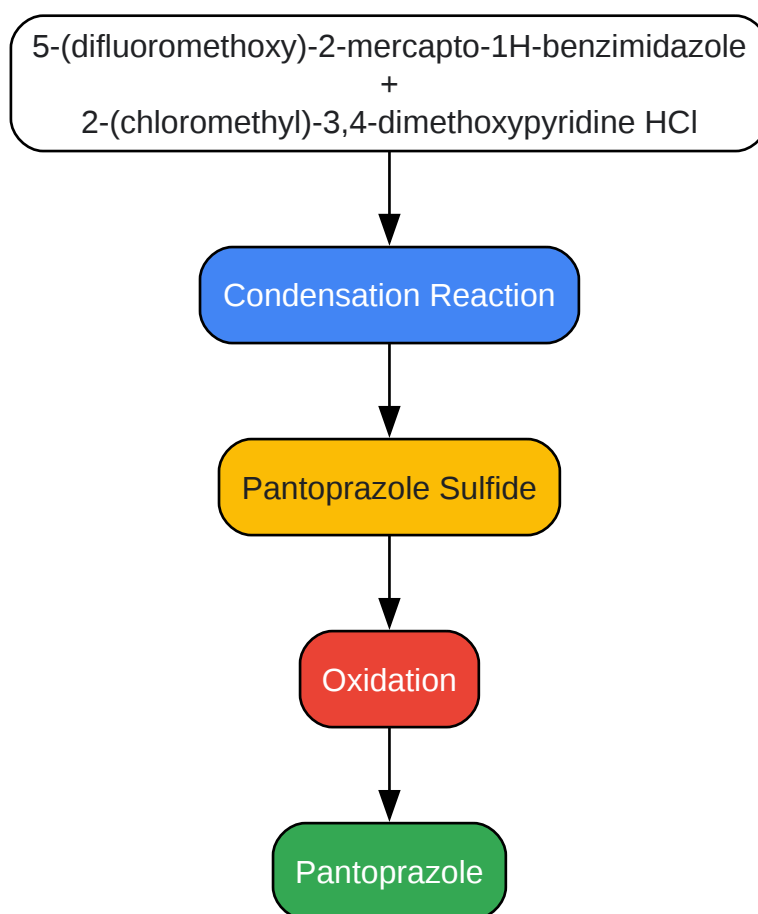 5-(difluoromethoxy)-2-mercapto-1H-benzimidazole
+
2-(chloromethyl)-3,4-dimethoxypyridine HCl
Condensation Reaction
Pantoprazole Sulfide
Oxidation
Pantoprazole